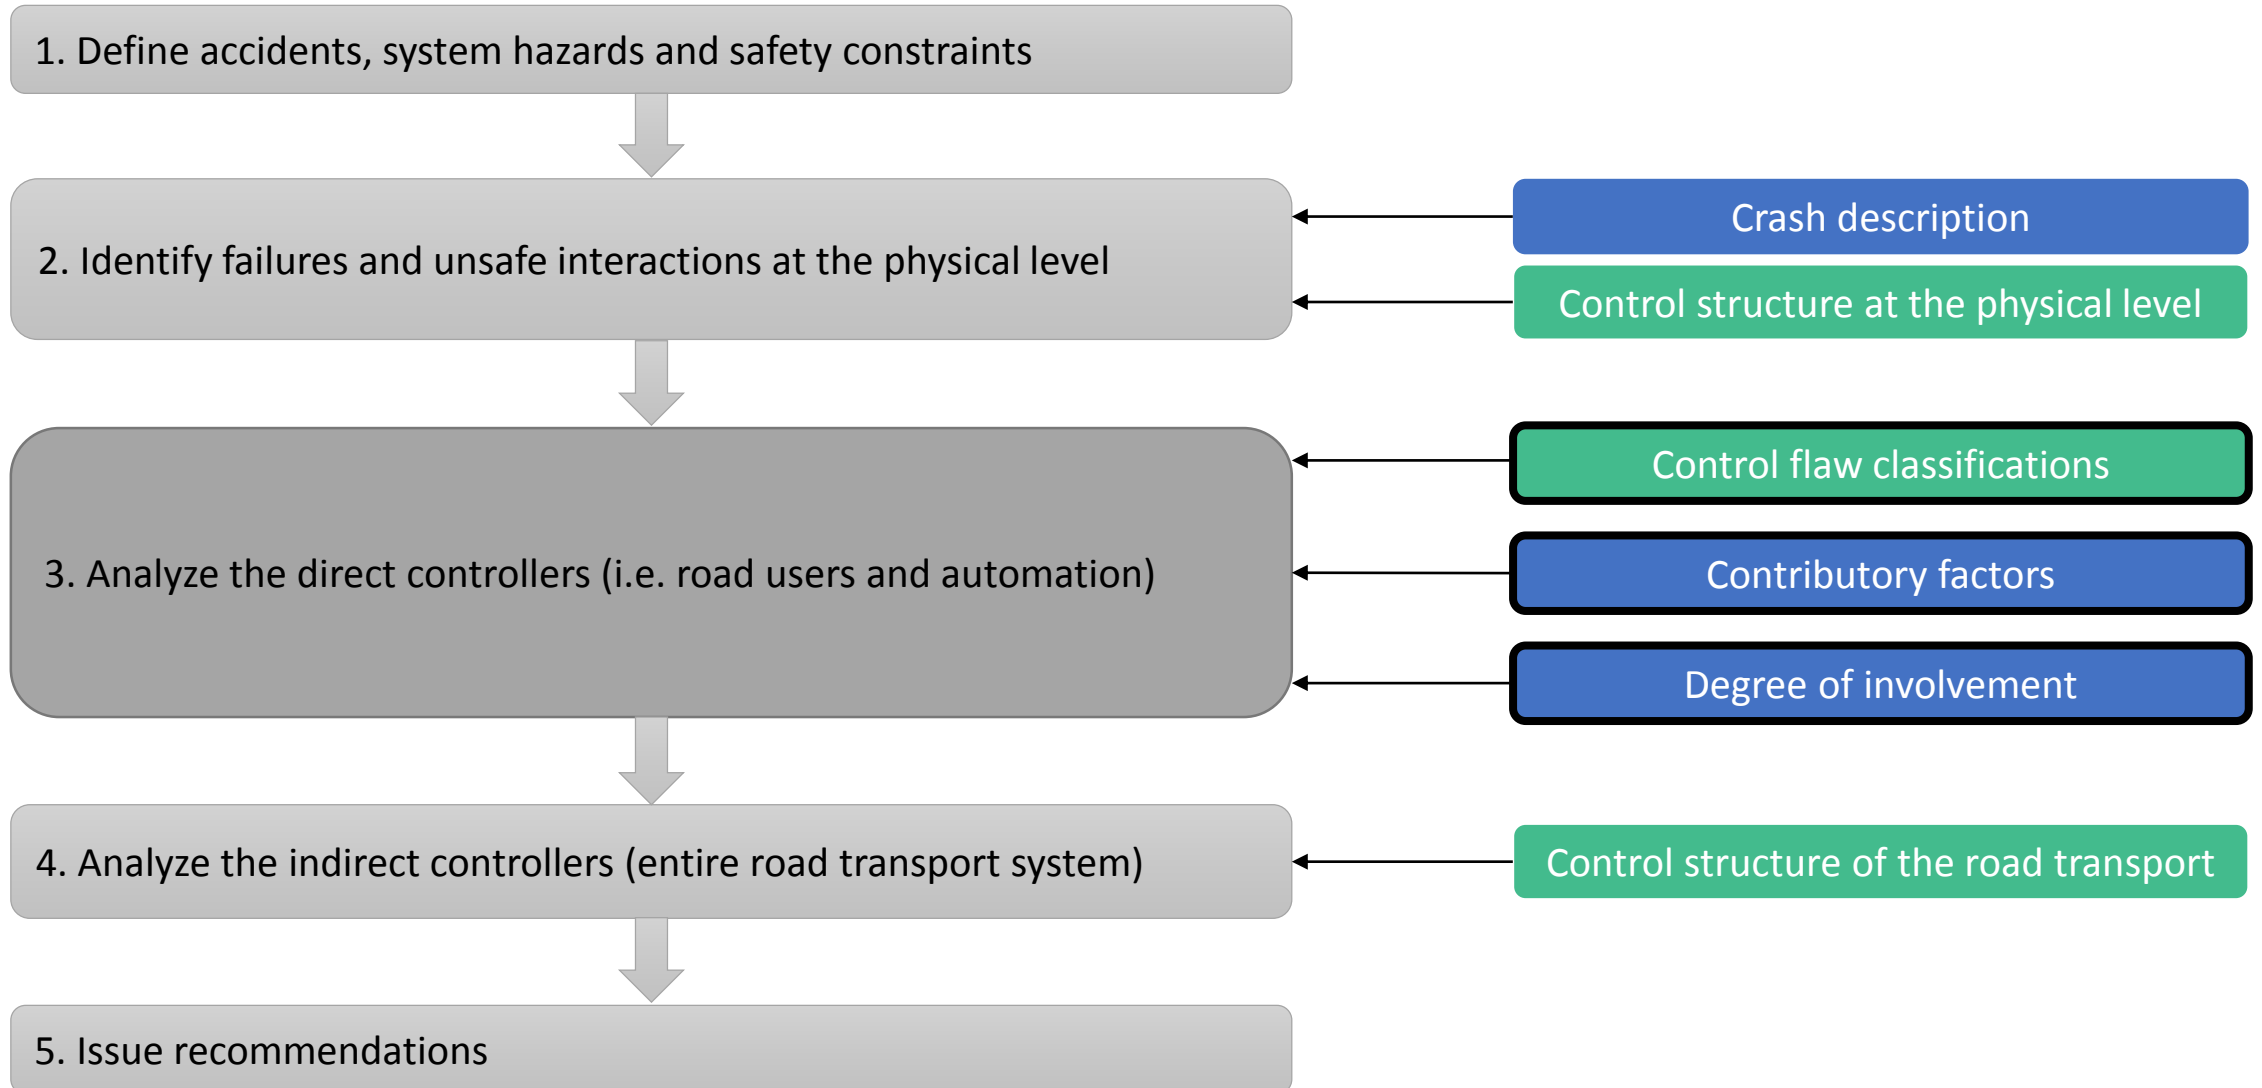 1. Define accidents, system hazards and safety constraints
2. Identify failures and unsafe interactions at the physical level
Crash description
Control structure at the physical level
3. Analyze the direct controllers (i.e. road users and automation)
Control flaw classifications
Contributory factors
Degree of involvement
4. Analyze the indirect controllers (entire road transport system)
Control structure of the road transport
5. Issue recommendations